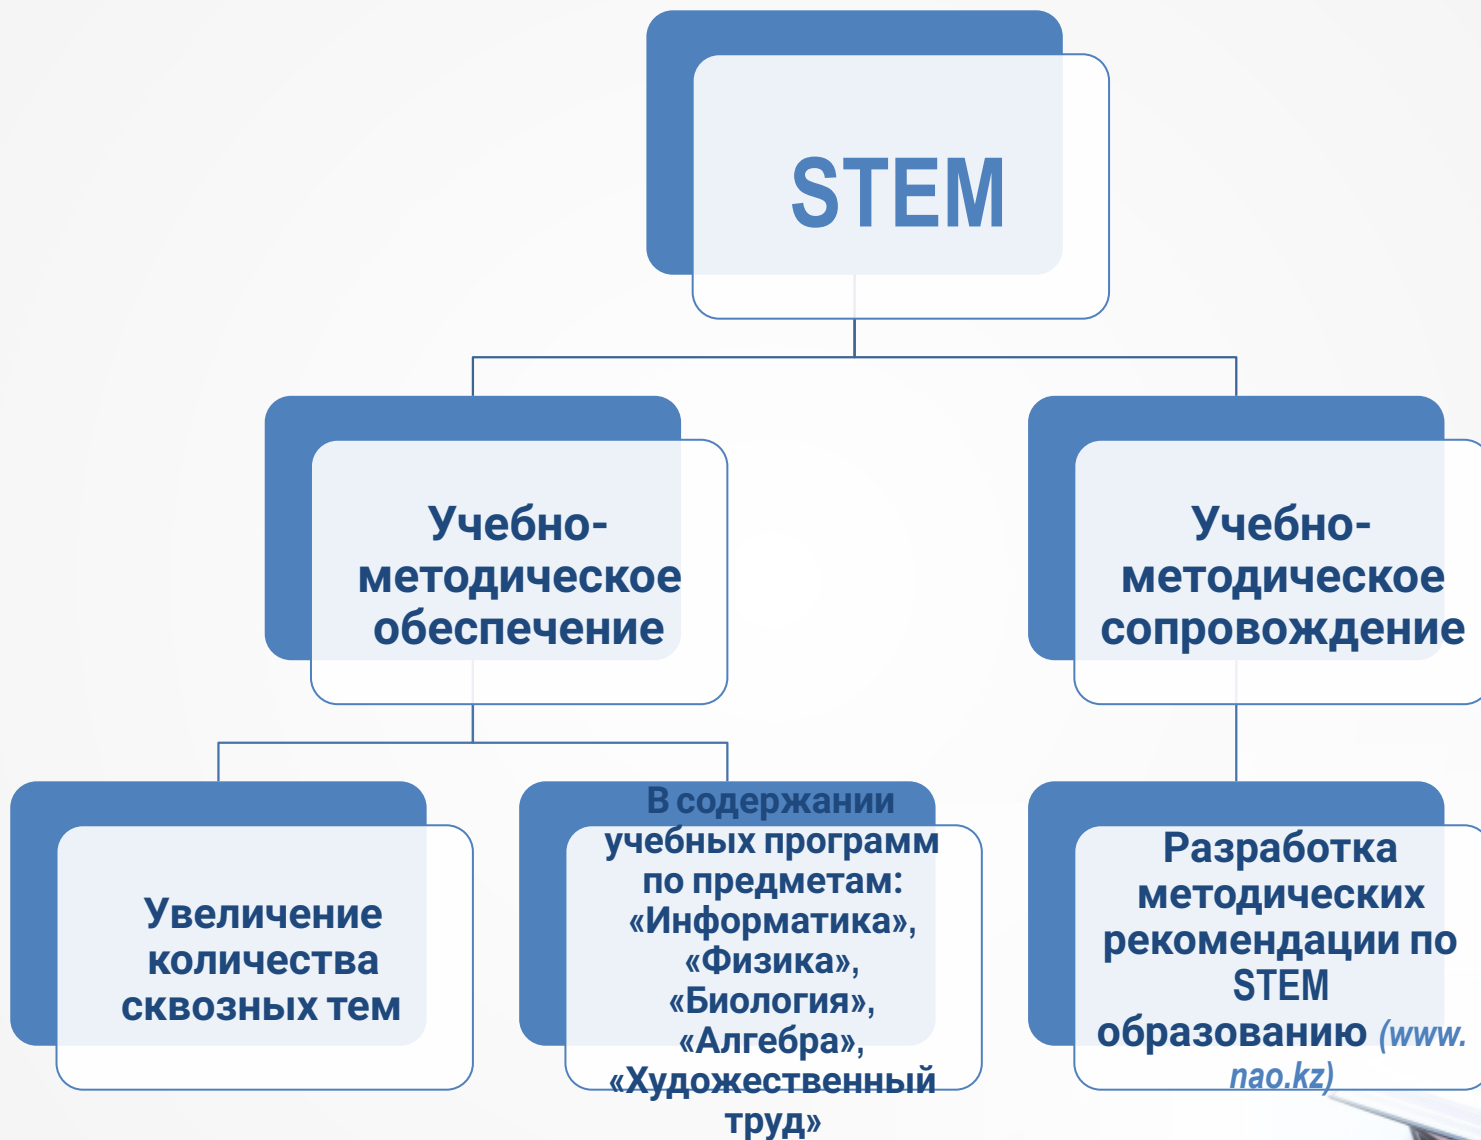 STEM
Учебно-
методическое
обеспечение
Учебно-
методическое
сопровождение
Увеличение
количества
сквозных тем
В содержании
учебных программ
по предметам:
«Информатика»,
«Физика»,
«Биология»,
«Алгебра»,
«Художественный
труд»
Разработка
методических
рекомендации по
STEM
образованию (www.
nao.kz)